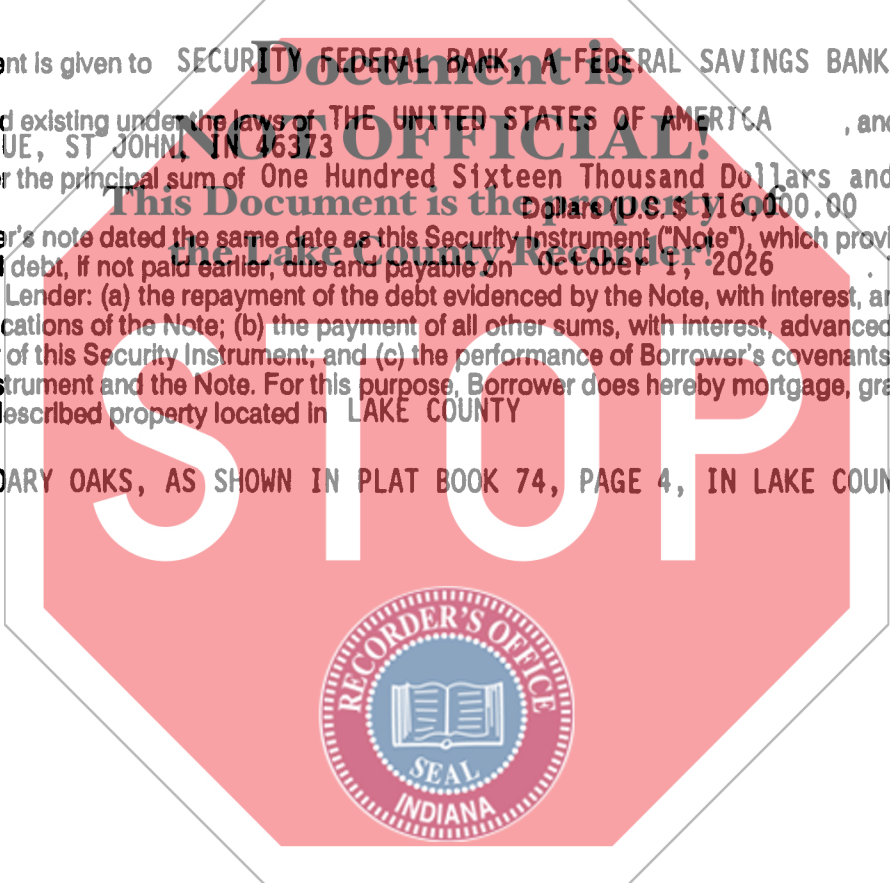 ent is given to SECURITY FEDERAL BANK, A FEDERAL SAVINGS BANK
Document is
d existing under the laws of THE UNITED STATES OF AMERICA , and
UE, ST JOHN, IN 46373
NOT OFFICIAL!
r the principal sum of One Hundred Sixteen Thousand Dollars and
This Document is the property of
Dollars (U.S.$ 116,000.00
er's note dated the same date as this Security Instrument ("Note"), which provi
the Lake County Recorder!
debt, if not paid earlier, due and payable on October 1, 2026 .
Lender: (a) the repayment of the debt evidenced by the Note, with interest, an
cations of the Note; (b) the payment of all other sums, with interest, advanced
of this Security Instrument; and (c) the performance of Borrower's covenants
strument and the Note. For this purpose, Borrower does hereby mortgage, gra
described property located in LAKE COUNTY
DARY OAKS, AS SHOWN IN PLAT BOOK 74, PAGE 4, IN LAKE COUN
STOP
RECORDER'S OFFICE
SEAL
INDIANA